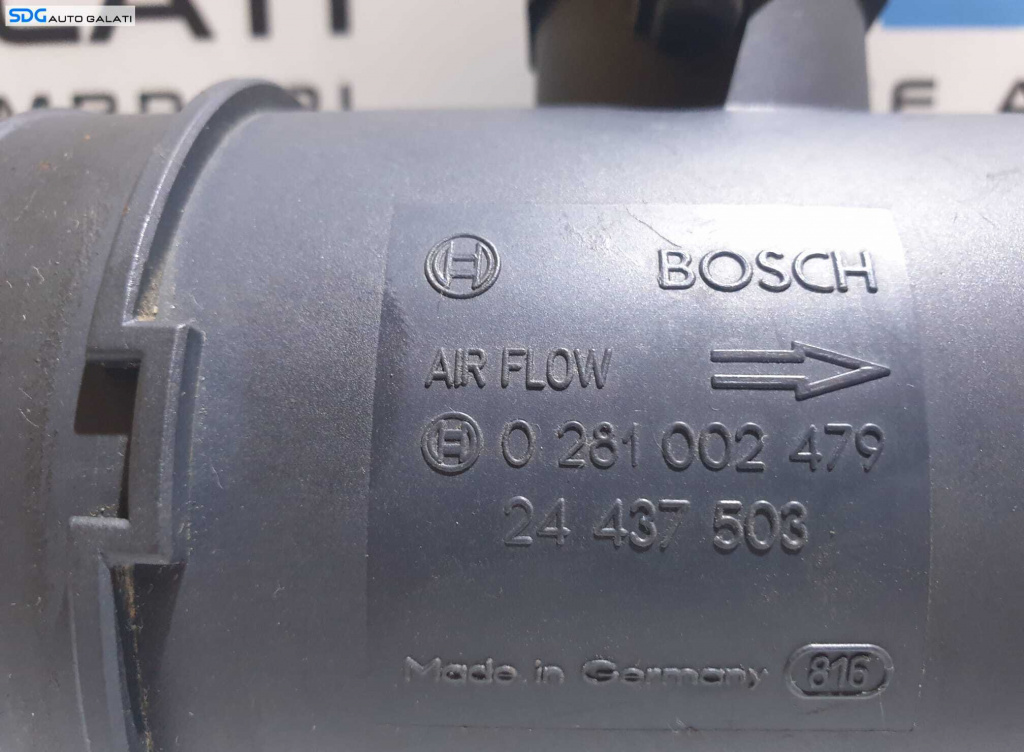 SDG AUTO GALATI
BOSCH
AIR FLOW
0 281 002 479
24 437 503
Made in Germany 816